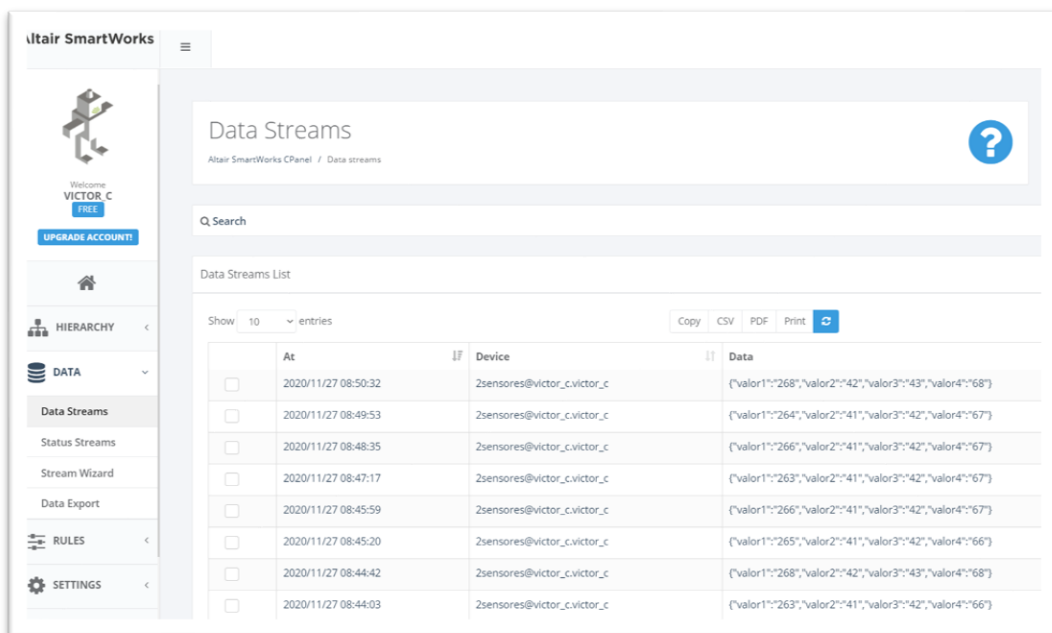 Altair SmartWorks
Welcome
VICTOR_C
FREE
UPGRADE ACCOUNT!
HIERARCHY
DATA
Data Streams
Status Streams
Stream Wizard
Data Export
RULES
SETTINGS
Data Streams
Altair SmartWorks CPanel / Data streams
?
Search
Data Streams List
Show 10 entries
Copy CSV PDF Print
At Device Data
2020/11/27 08:50:32 2sensores@victor_c.victor_c {"valor1":"268","valor2":"42","valor3":"43","valor4":"68"}
2020/11/27 08:49:53 2sensores@victor_c.victor_c {"valor1":"264","valor2":"41","valor3":"42","valor4":"67"}
2020/11/27 08:48:35 2sensores@victor_c.victor_c {"valor1":"266","valor2":"41","valor3":"42","valor4":"67"}
2020/11/27 08:47:17 2sensores@victor_c.victor_c {"valor1":"263","valor2":"41","valor3":"42","valor4":"67"}
2020/11/27 08:45:59 2sensores@victor_c.victor_c {"valor1":"266","valor2":"41","valor3":"42","valor4":"67"}
2020/11/27 08:45:20 2sensores@victor_c.victor_c {"valor1":"265","valor2":"41","valor3":"42","valor4":"66"}
2020/11/27 08:44:42 2sensores@victor_c.victor_c {"valor1":"268","valor2":"42","valor3":"43","valor4":"68"}
2020/11/27 08:44:03 2sensores@victor_c.victor_c {"valor1":"263","valor2":"41","valor3":"42","valor4":"66"}